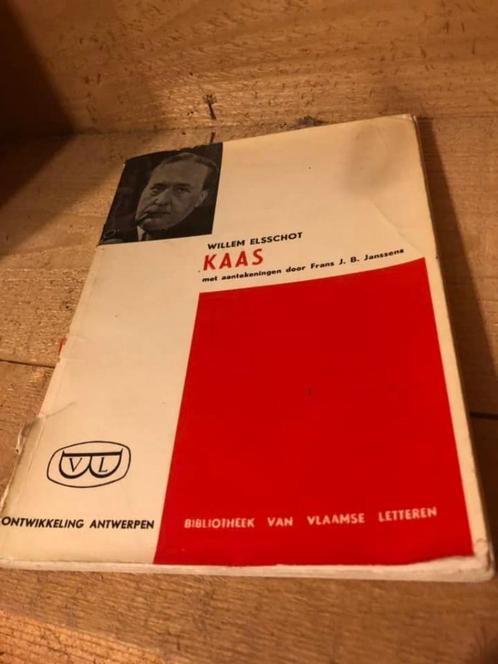 WILLEM ELSSCHOT
KAAS
met aantekeningen door Frans J. B. Janssens
VL
ONTWIKKELING ANTWERPEN
BIBLIOTHEEK VAN VLAAMSE LETTEREN